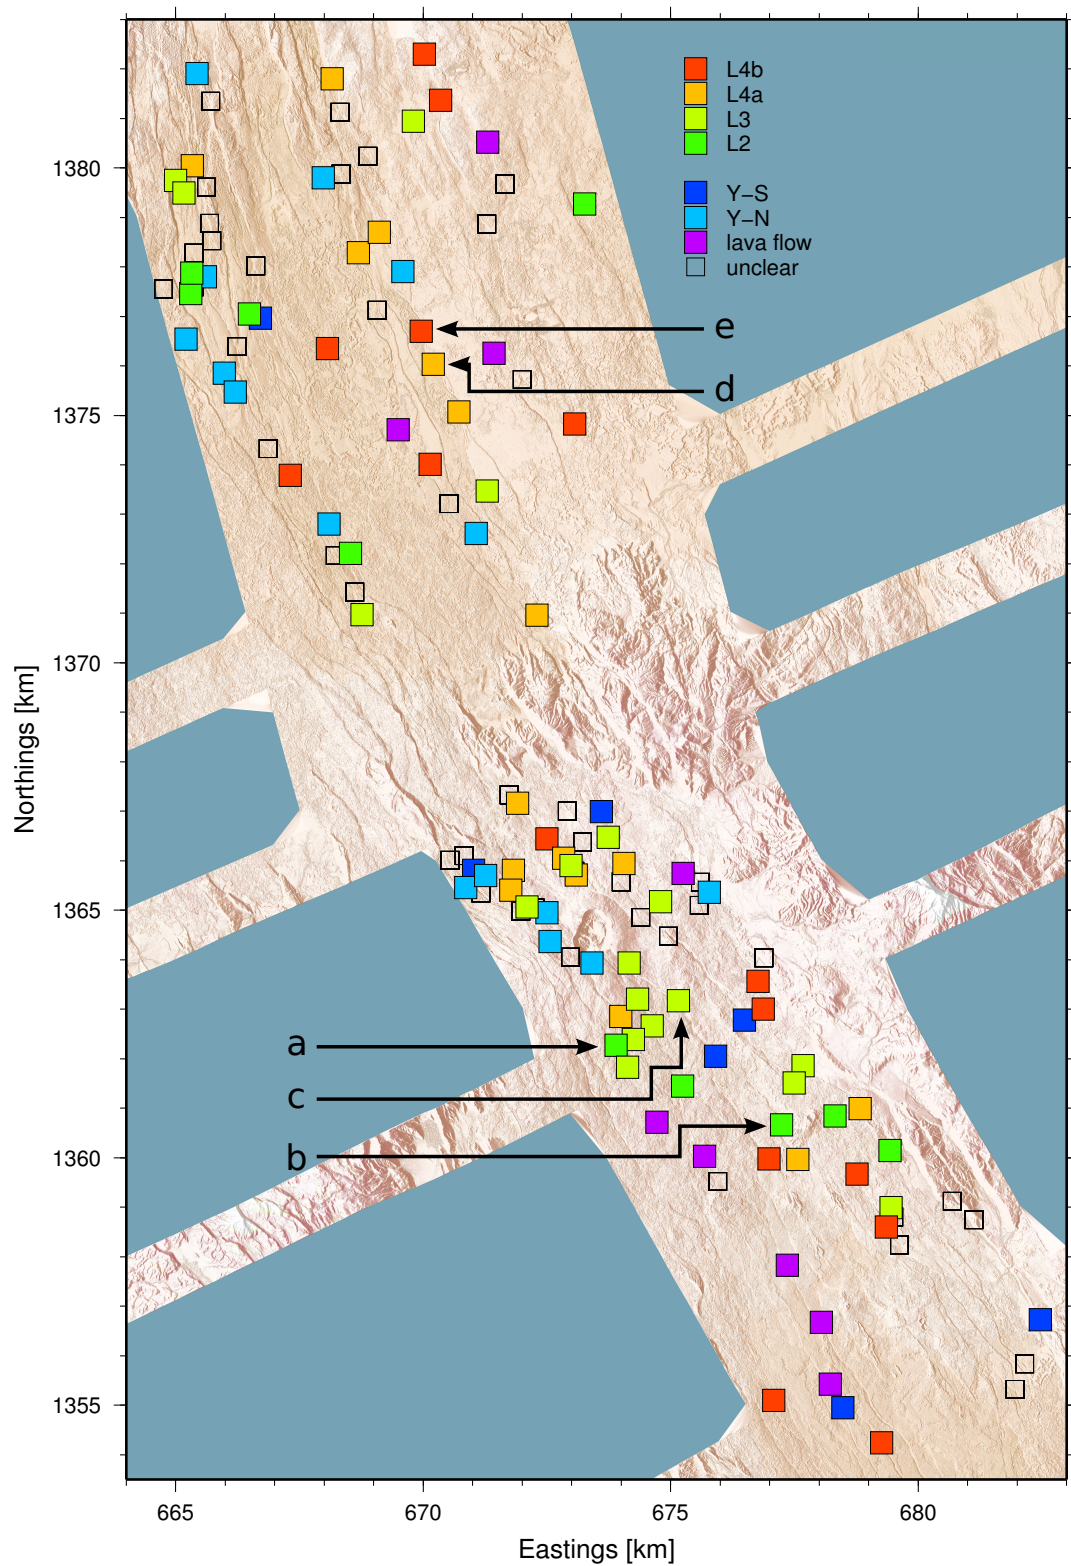 L4b
L4a
L3
L2
Y-S
Y-N
lava flow
unclear
1380
e
d
1375
1370
Northings [km]
1365
a
c
b
1360
1355
665 670 675 680
Eastings [km]